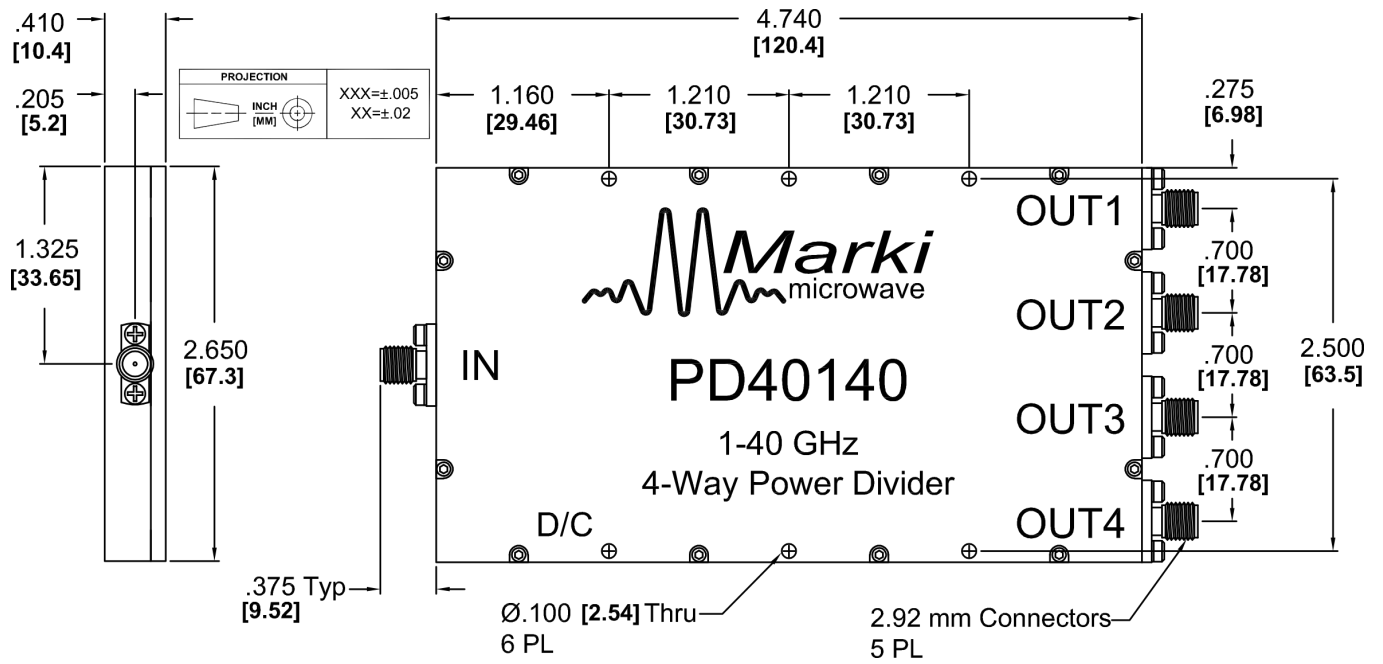 .410
[10.4]
.205
[5.2]
PROJECTION
INCH
[MM]
XXX=±.005
XX=±.02
4.740
[120.4]
1.160
[29.46]
1.210
[30.73]
1.210
[30.73]
.275
[6.98]
1.325
[33.65]
2.650
[67.3]
Marki
microwave
IN
PD40140
1-40 GHz
4-Way Power Divider
D/C
OUT1
OUT2
OUT3
OUT4
.700
[17.78]
.700
[17.78]
.700
[17.78]
2.500
[63.5]
.375 Typ
[9.52]
Ø.100 [2.54] Thru
6 PL
2.92 mm Connectors
5 PL